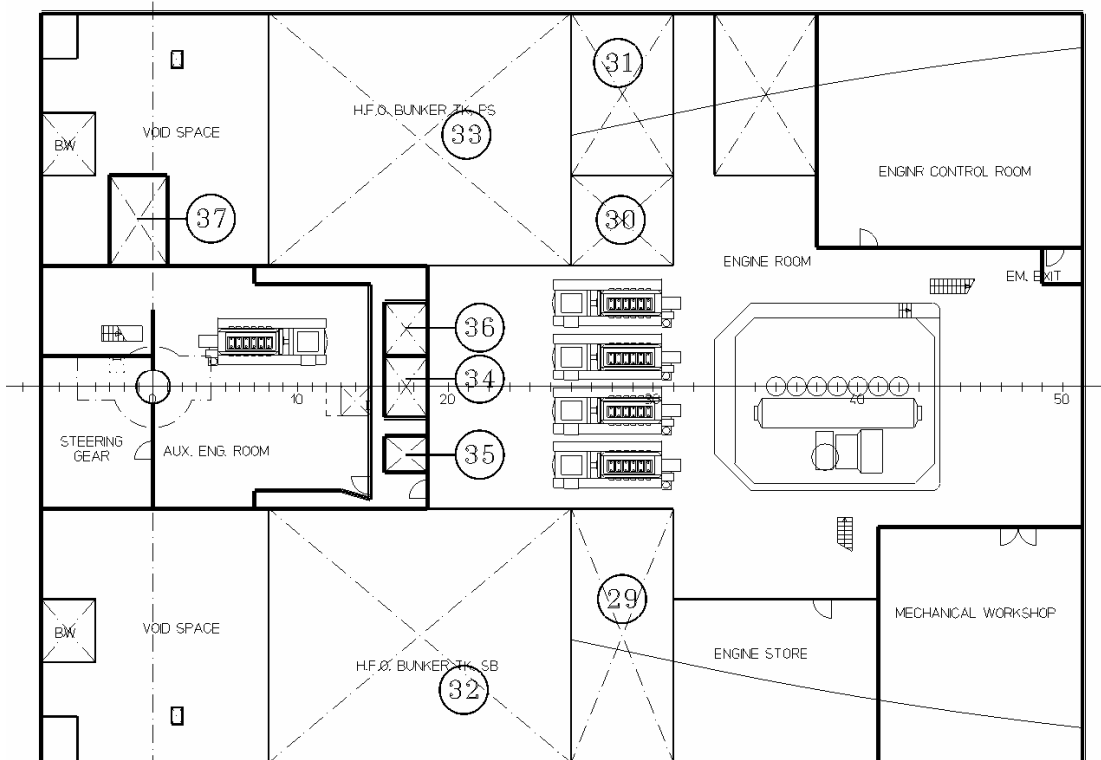 31
H.F.O. BUNKER TK, PS
33
VOID SPACE
BW
ENGINR CONTROL ROOM
37
30
ENGINE ROOM
EM. EXIT
36
34
0
10
20
30
40
50
STEERING
GEAR
AUX. ENG. ROOM
35
29
MECHANICAL WORKSHOP
VOID SPACE
BW
ENGINE STORE
H.F.O. BUNKER TK, SB
32